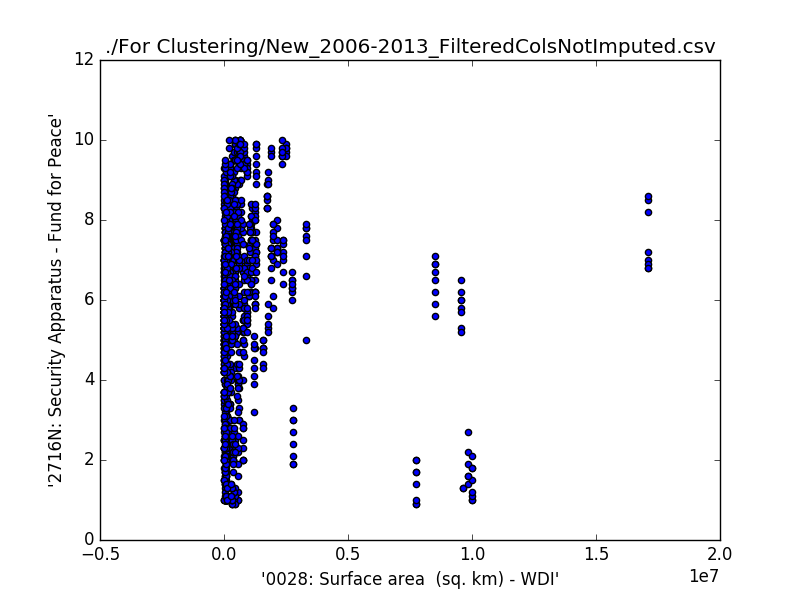 ./For Clustering/New_2006-2013_FilteredColsNotImputed.csv
12
10
8
6
4
2
0
'2716N: Security Apparatus - Fund for Peace'
−0.5 0.0 0.5 1.0 1.5 2.0
1e7
'0028: Surface area  (sq. km) - WDI'